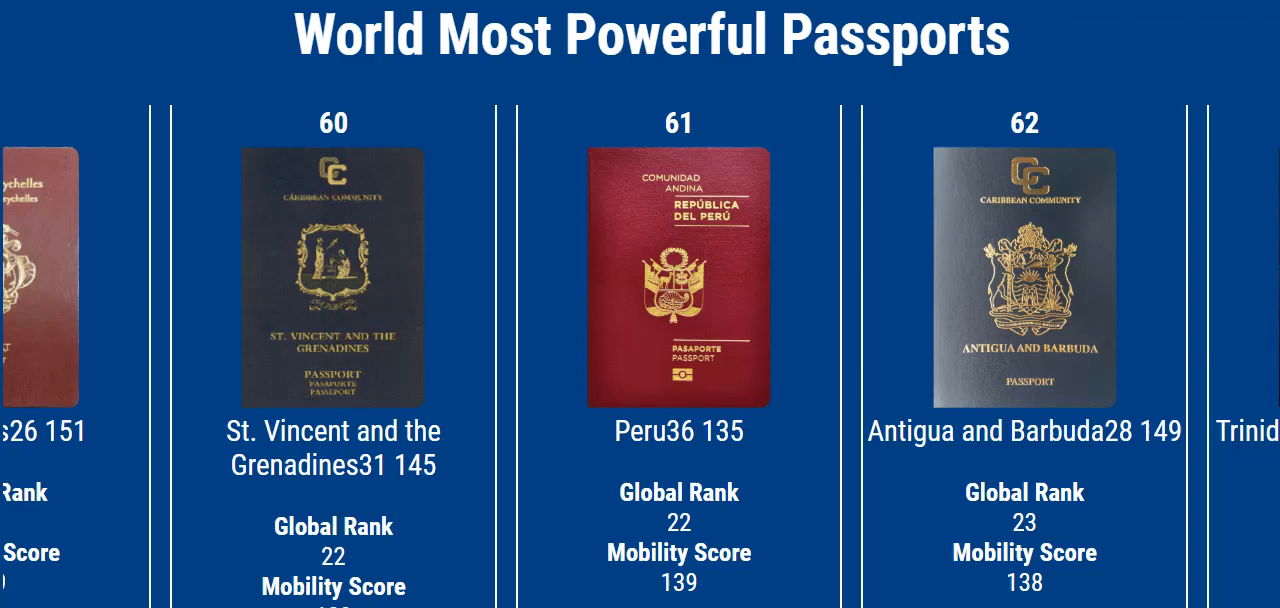 World Most Powerful Passports
ychelles
eychelles
s26 151
Rank
Score
60
CARIBBEAN COMMUNITY
ST. VINCENT AND THE
GRENADINES
PASSPORT
PASAPORTE
PASSEPORT
St. Vincent and the
Grenadines31 145
Global Rank
22
Mobility Score
61
COMUNIDAD
ANDINA
REPÚBLICA
DEL PERÚ
PASAPORTE
PASSPORT
Peru36 135
Global Rank
22
Mobility Score
139
62
CARIBBEAN COMMUNITY
ANTIGUA AND BARBUDA
PASSPORT
Antigua and Barbuda28 149
Global Rank
23
Mobility Score
138
Trinid